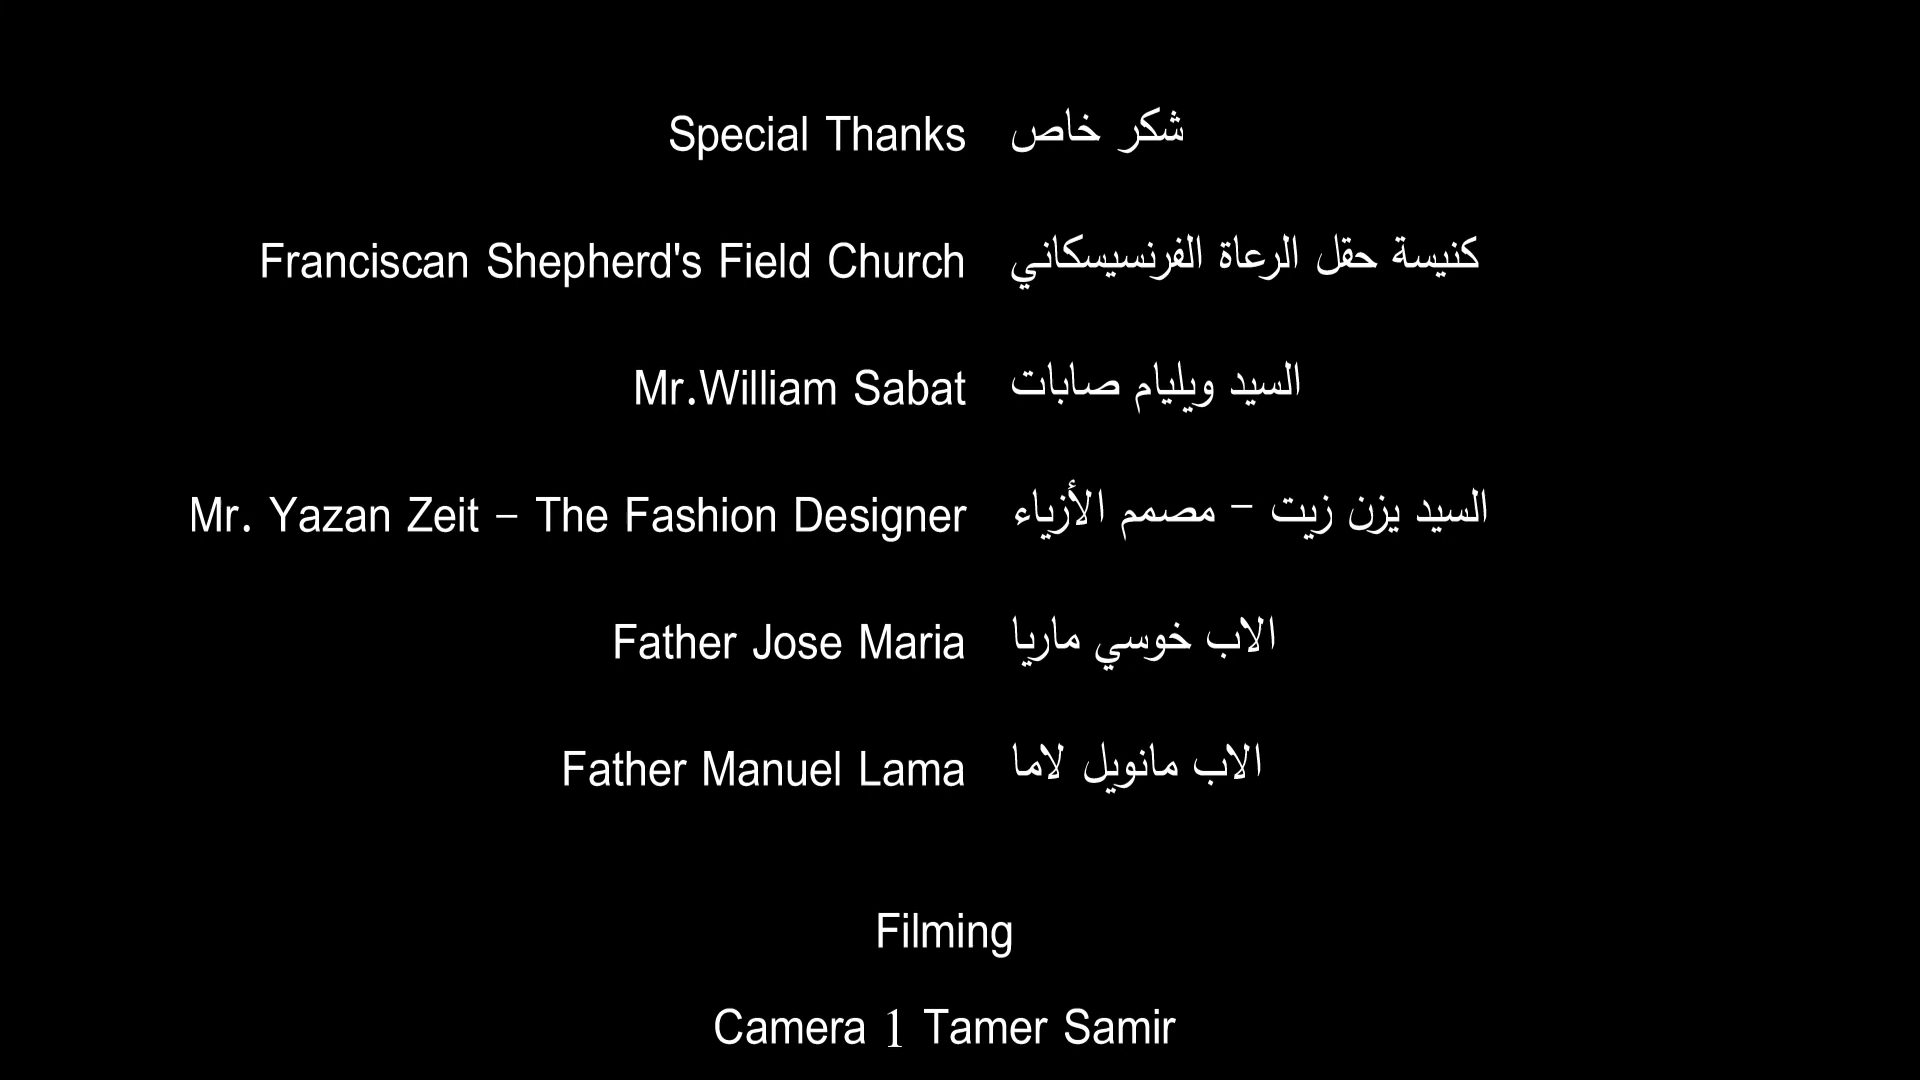 Special Thanks شكر خاص
Franciscan Shepherd's Field Church كنيسة حقل الرعاة الفرنسيسكاني
Mr.William Sabat السيد ويليام صابات
Mr. Yazan Zeit – The Fashion Designer السيد يزن زيت - مصمم الأزياء
Father Jose Maria الاب خوسي ماريا
Father Manuel Lama الاب مانويل لاما
Filming
Camera 1 Tamer Samir